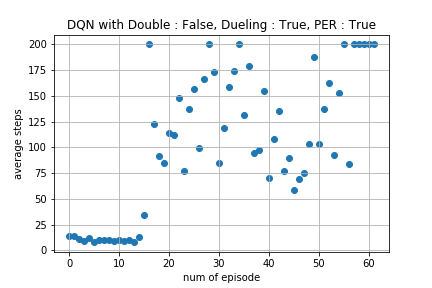 DQN with Double : False, Dueling : True, PER : True
200
175
150
125
100
75
50
25
0
average steps
0 10 20 30 40 50 60
num of episode